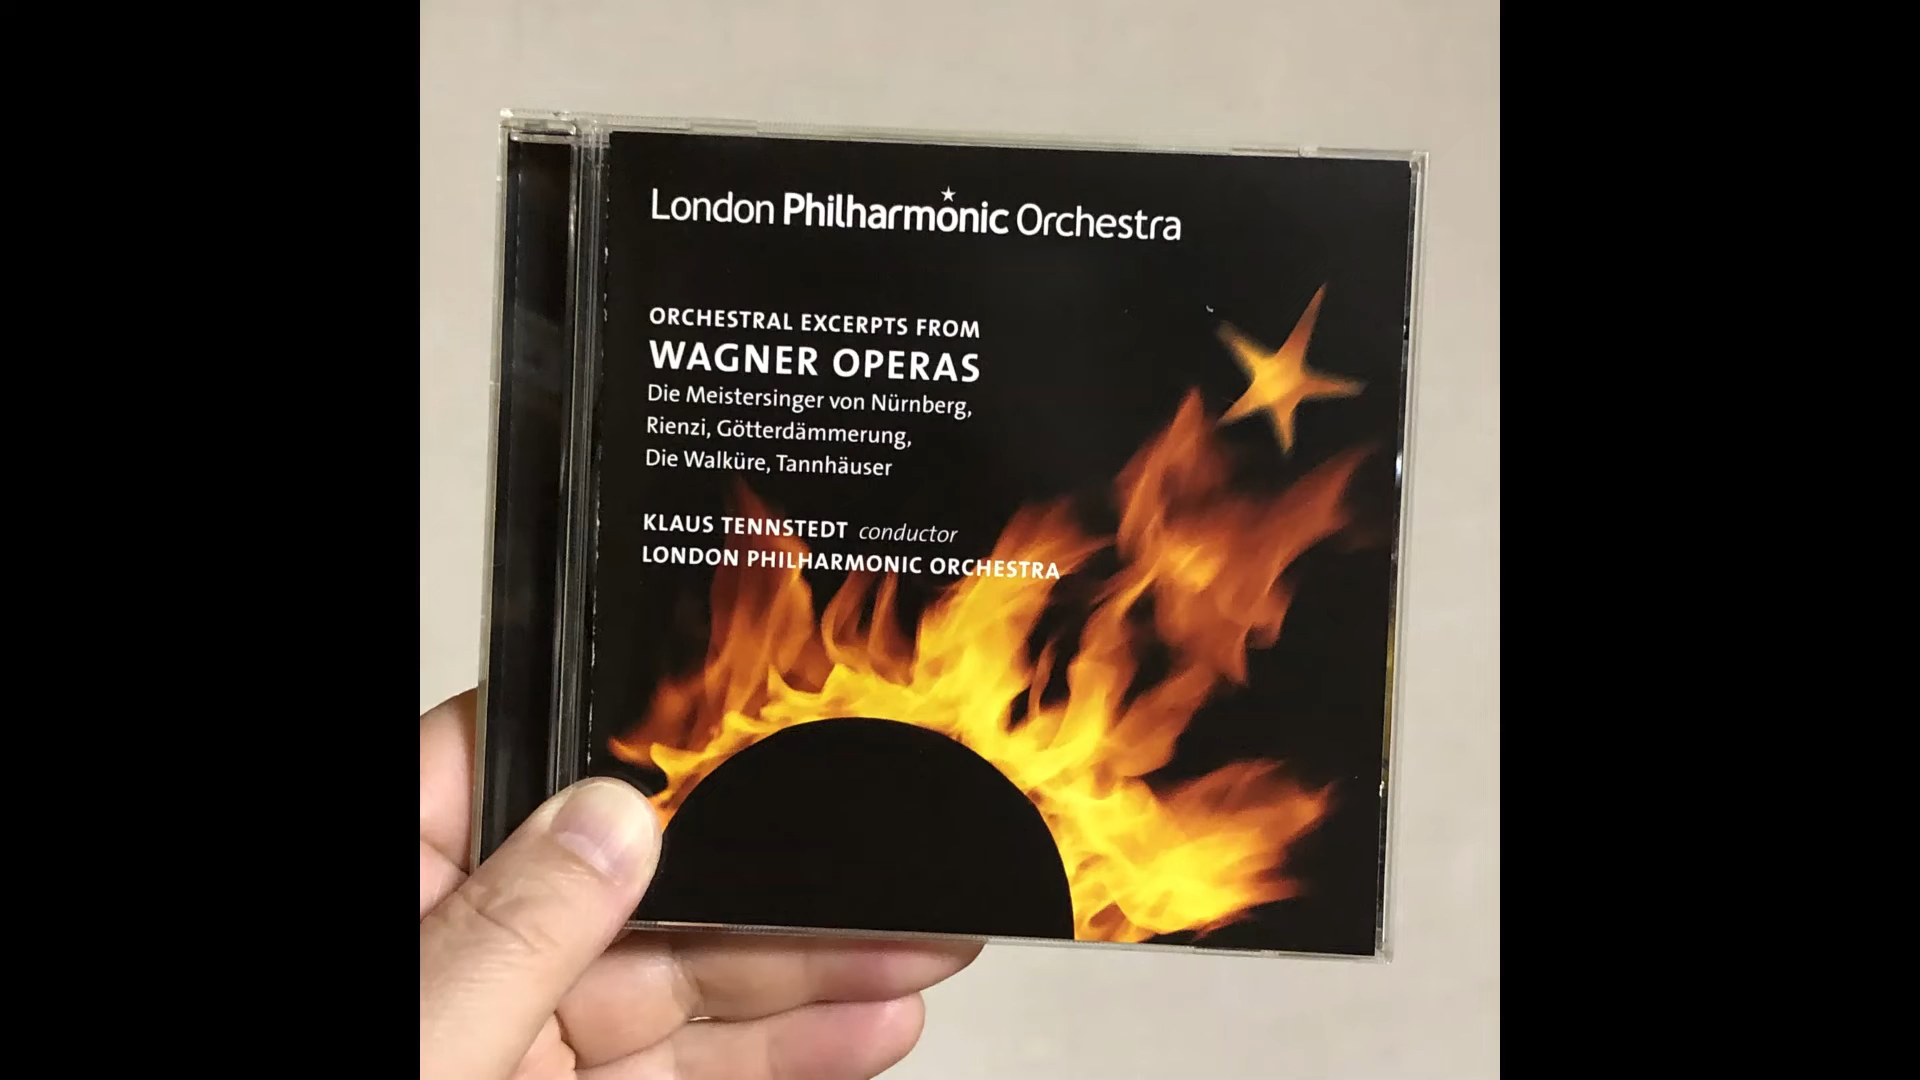 London Philharmonic Orchestra
ORCHESTRAL EXCERPTS FROM
WAGNER OPERAS
Die Meistersinger von Nürnberg,
Rienzi, Götterdämmerung,
Die Walküre, Tannhäuser
KLAUS TENNSTEDT conductor
LONDON PHILHARMONIC ORCHESTRA